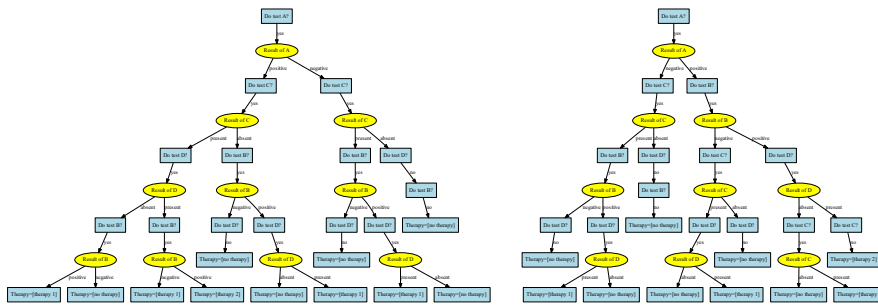 Do test A?
yes
Result of A
positive negative
Do test C? Do test C?
yes yes
Result of C Result of C
present absent present absent
Do test D? Do test B? Do test B? Do test D?
yes yes yes no
Result of D Result of B Result of B Do test B?
absent present negative positive negative positive no
Do test B? Do test B? Do test D? Do test D? Do test D? Do test D? Therapy=[no therapy]
yes yes no yes no yes
Result of B Result of B Therapy=[no therapy] Result of D Therapy=[no therapy] Result of D
positive negative negative positive absent present present absent
Therapy=[therapy 1] Therapy=[no therapy] Therapy=[therapy 1] Therapy=[therapy 2] Therapy=[no therapy] Therapy=[therapy 1] Therapy=[therapy 1] Therapy=[no therapy]
Do test A?
yes
Result of A
negative positive
Do test C? Do test B?
yes yes
Result of C Result of B
present absent negative positive
Do test B? Do test D? Do test C? Do test D?
yes no yes yes
Result of B Do test B? Result of C Result of D
negative positive no present absent absent present
Do test D? Do test D? Therapy=[no therapy] Do test D? Do test D? Do test C? Do test C?
no yes yes no yes no
Therapy=[no therapy] Result of D Result of D Therapy=[no therapy] Result of C Therapy=[therapy 2]
present absent absent present absent present
Therapy=[therapy 1] Therapy=[no therapy] Therapy=[no therapy] Therapy=[therapy 1] Therapy=[no therapy] Therapy=[therapy 1]